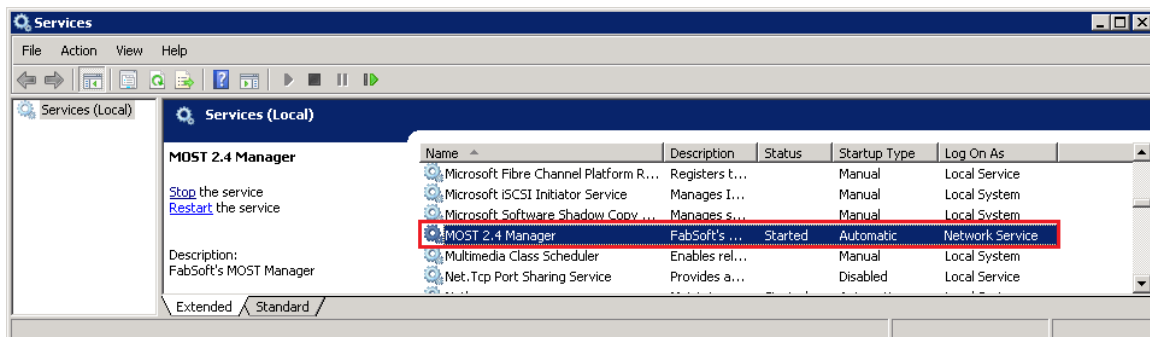 Services
File Action View Help
Services (Local)
Services (Local)
MOST 2.4 Manager
Stop the service
Restart the service
Description:
FabSoft's MOST Manager
Name Description Status Startup Type Log On As
Microsoft Fibre Channel Platform R... Registers t... Manual Local Service
Microsoft iSCSI Initiator Service Manages I... Manual Local System
Microsoft Software Shadow Copy ... Manages s... Manual Local System
MOST 2.4 Manager FabSoft's ... Started Automatic Network Service
Multimedia Class Scheduler Enables rel... Manual Local System
Net.Tcp Port Sharing Service Provides a... Disabled Local Service
Extended Standard